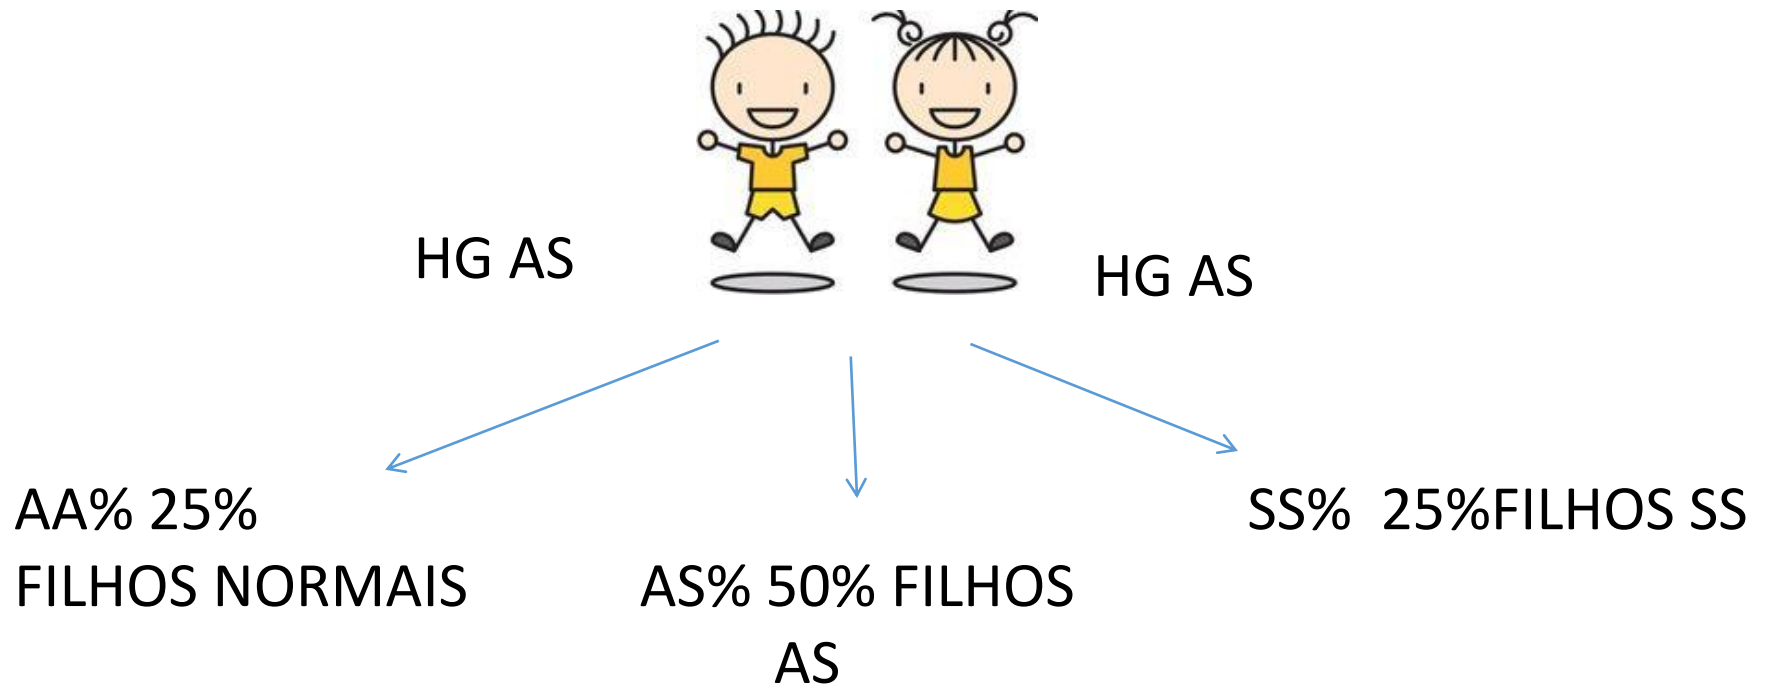 HG AS
HG AS
AA% 25%
FILHOS NORMAIS
AS% 50% FILHOS
AS
SS%  25%FILHOS SS